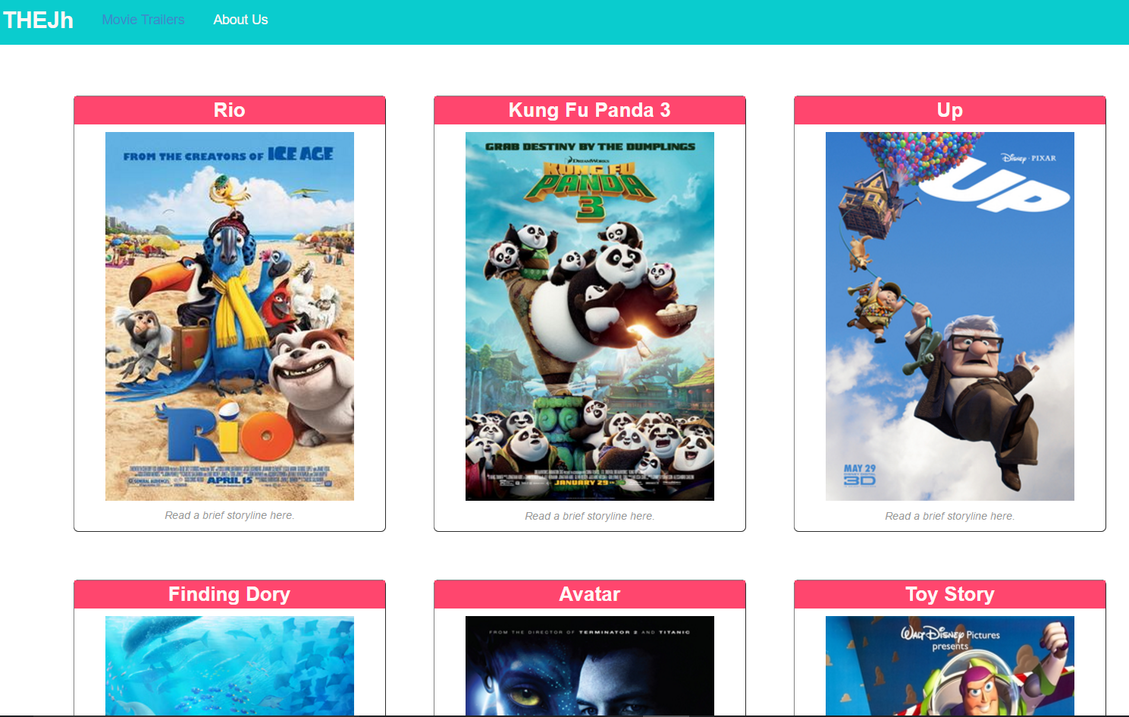 THEJh Movie Trailers About Us
Rio
FROM THE CREATORS OF ICE AGE
RiO
APRIL 15
Read a brief storyline here.
Kung Fu Panda 3
GRAB DESTINY BY THE DUMPLINGS
DREAMWORKS
KUNG FU
PANDA
3
JANUARY 29
Read a brief storyline here.
Up
Disney · PIXAR
UP
MAY 29
3D
Read a brief storyline here.
Finding Dory
Avatar
FROM THE DIRECTOR OF TERMINATOR 2 AND TITANIC
Toy Story
WALT DISNEY Pictures
presents